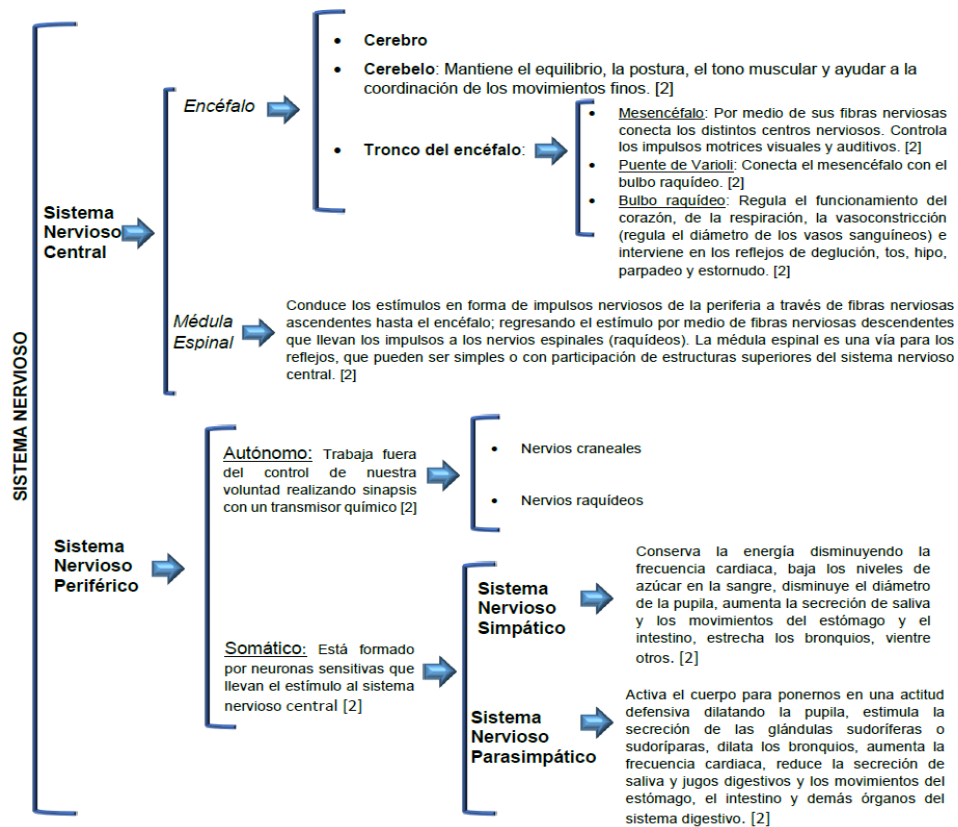 SISTEMA NERVIOSO
Sistema
Nervioso
Central
Encéfalo
• Cerebro
• Cerebelo: Mantiene el equilibrio, la postura, el tono muscular y ayudar a la
coordinación de los movimientos finos. [2]
• Tronco del encéfalo:
• Mesencéfalo: Por medio de sus fibras nerviosas
conecta los distintos centros nerviosos. Controla
los impulsos motrices visuales y auditivos. [2]
• Puente de Varioli: Conecta el mesencéfalo con el
bulbo raquídeo. [2]
• Bulbo raquídeo: Regula el funcionamiento del
corazón, de la respiración, la vasoconstricción
(regula el diámetro de los vasos sanguíneos) e
interviene en los reflejos de deglución, tos, hipo,
parpadeo y estornudo. [2]
Médula
Espinal
Conduce los estímulos en forma de impulsos nerviosos de la periferia a través de fibras nerviosas
ascendentes hasta el encéfalo; regresando el estímulo por medio de fibras nerviosas descendentes
que llevan los impulsos a los nervios espinales (raquídeos). La médula espinal es una vía para los
reflejos, que pueden ser simples o con participación de estructuras superiores del sistema nervioso
central. [2]
Sistema
Nervioso
Periférico
Autónomo: Trabaja fuera
del control de nuestra
voluntad realizando sinapsis
con un transmisor químico [2]
• Nervios craneales
• Nervios raquídeos
Somático: Está formado
por neuronas sensitivas que
llevan el estímulo al sistema
nervioso central [2]
Sistema
Nervioso
Simpático
Conserva la energía disminuyendo la
frecuencia cardiaca, baja los niveles de
azúcar en la sangre, disminuye el diámetro
de la pupila, aumenta la secreción de saliva
y los movimientos del estómago y el
intestino, estrecha los bronquios, vientre
otros. [2]
Sistema
Nervioso
Parasimpático
Activa el cuerpo para ponernos en una actitud
defensiva dilatando la pupila, estimula la
secreción de las glándulas sudoríferas o
sudoríparas, dilata los bronquios, aumenta la
frecuencia cardiaca, reduce la secreción de
saliva y jugos digestivos y los movimientos del
estómago, el intestino y demás órganos del
sistema digestivo. [2]